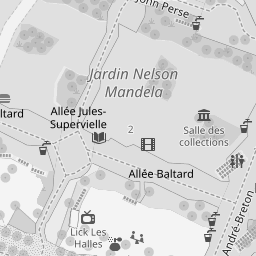 John Perse
Jardin Nelson
Mandela
Allée Jules-
Supervielle
ltard
2
Salle des
collections
Allée Baltard
André-Breton
Lick Les
Halles